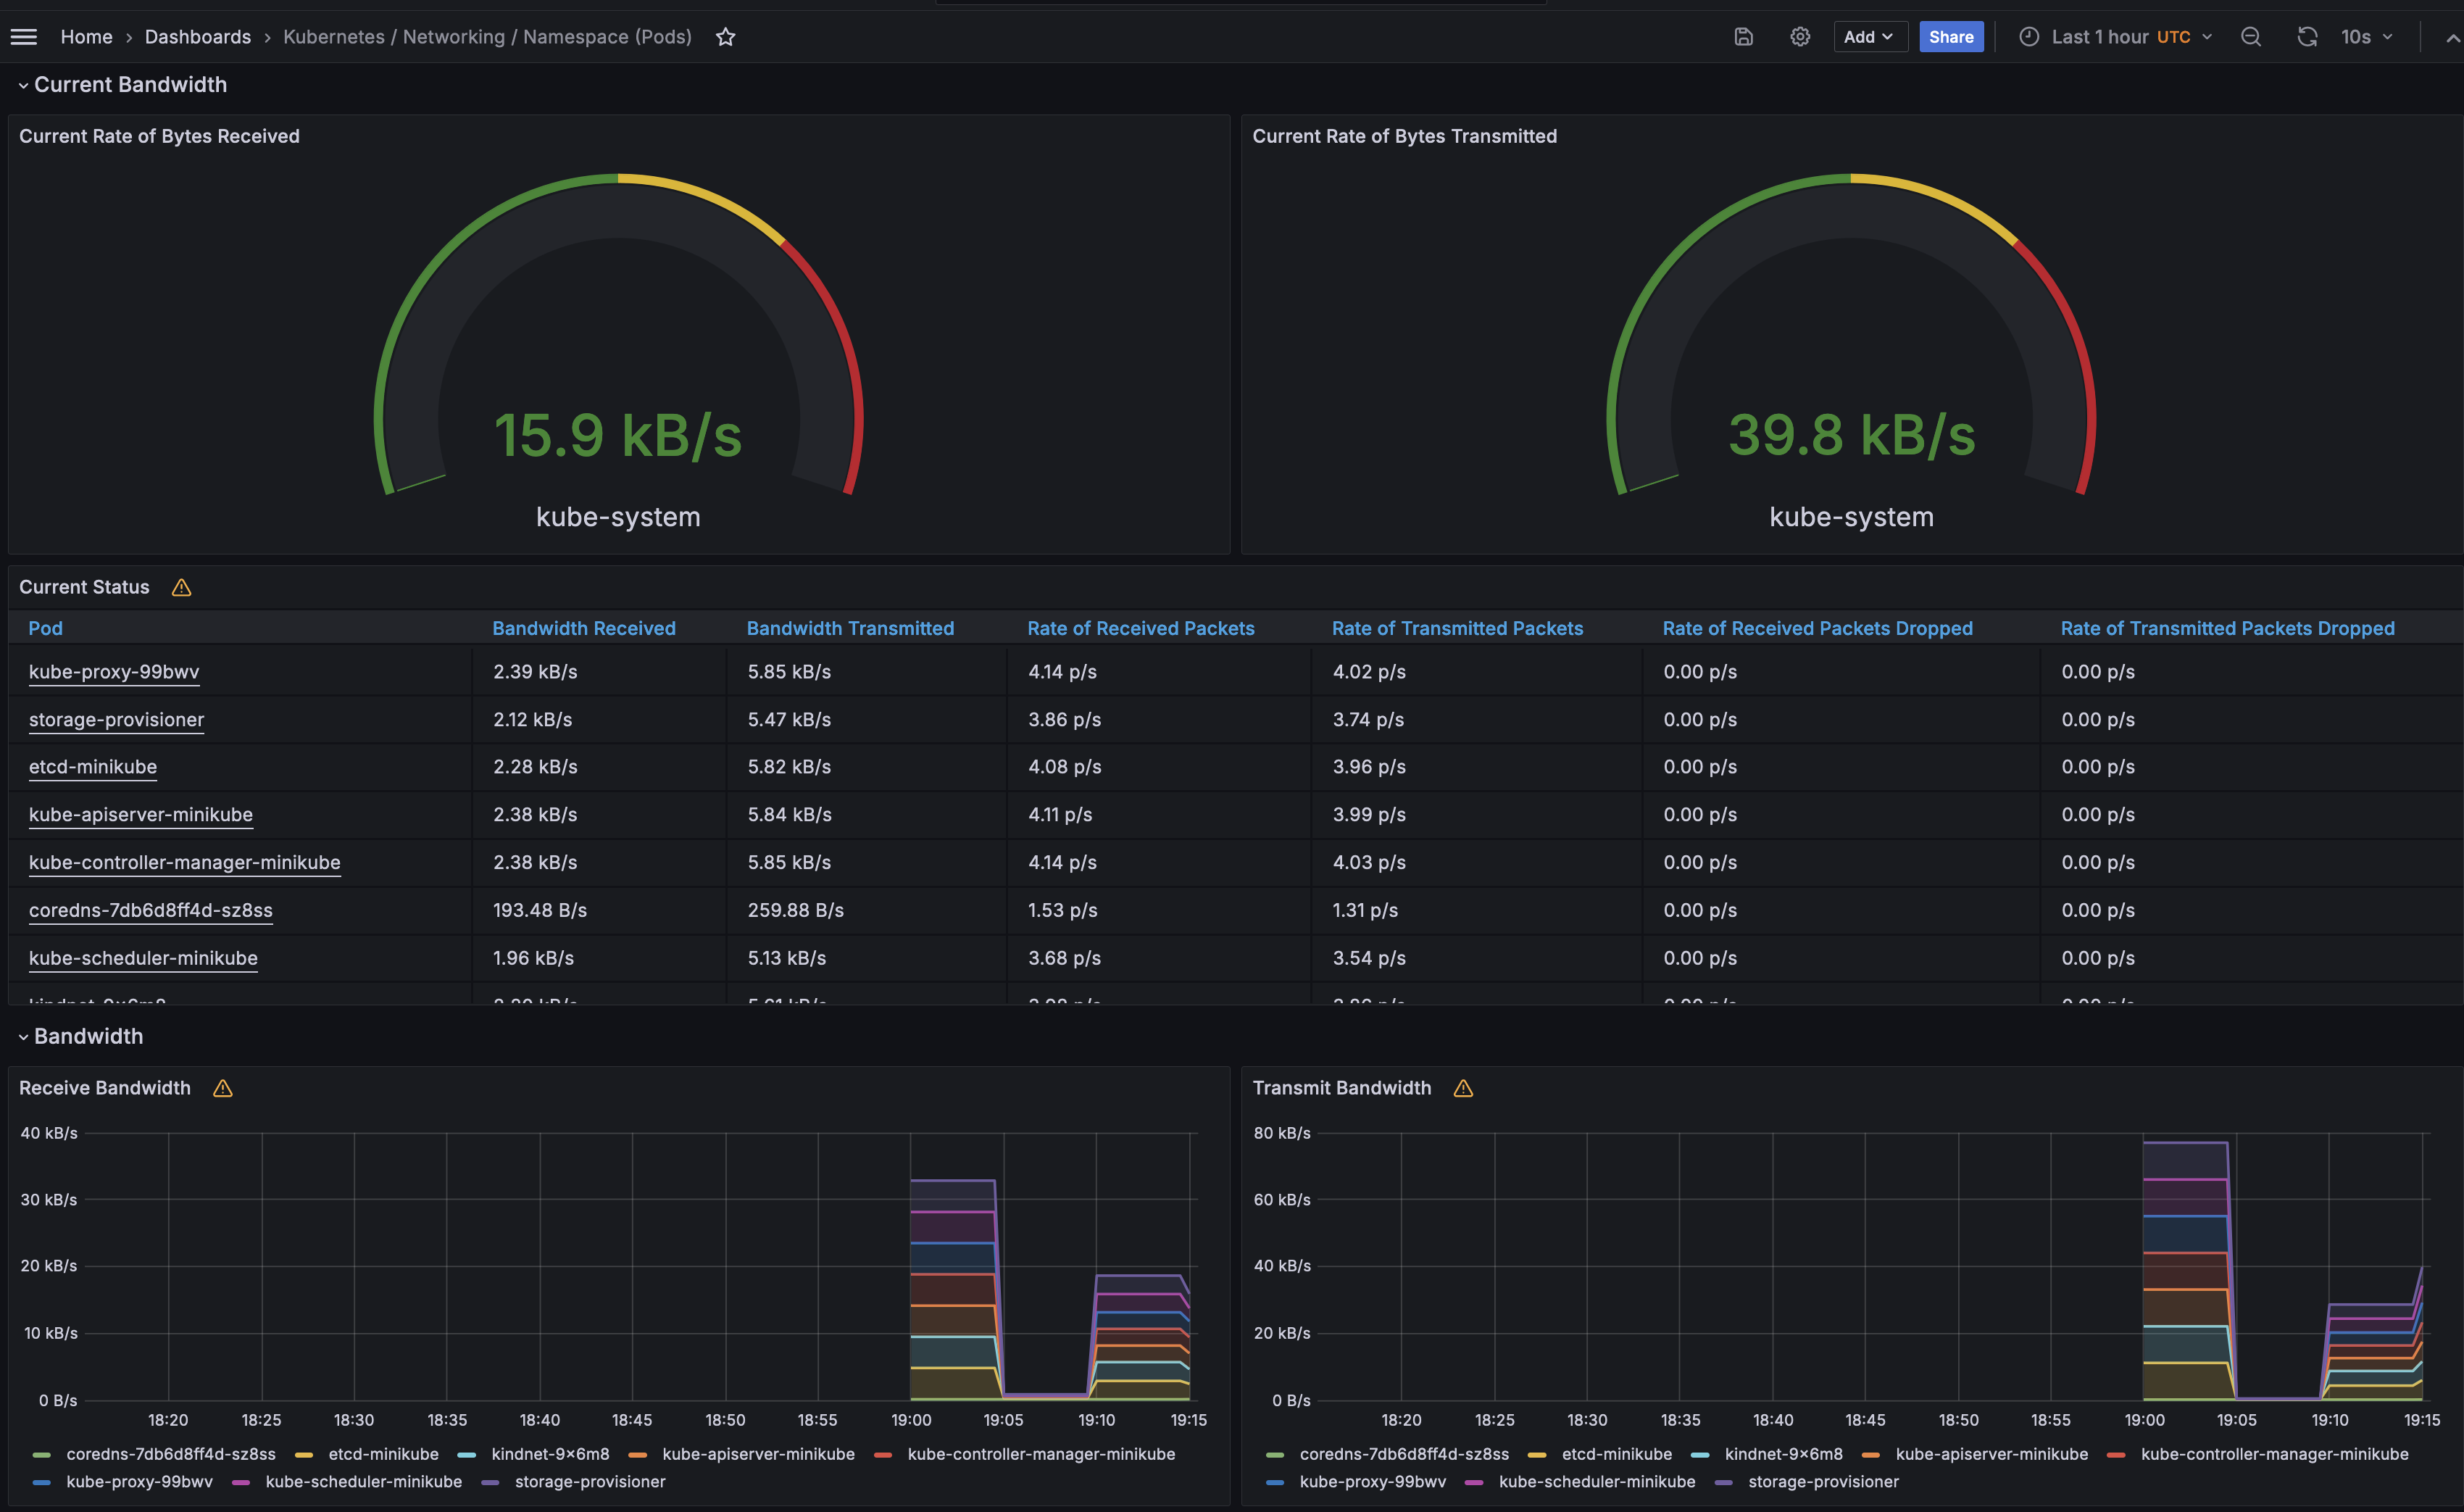 Home › Dashboards › Kubernetes / Networking / Namespace (Pods)
Add
Share
Last 1 hour UTC
10s
Current Bandwidth
Current Rate of Bytes Received
15.9 kB/s
kube-system
Current Rate of Bytes Transmitted
39.8 kB/s
kube-system
Current Status
Pod Bandwidth Received Bandwidth Transmitted Rate of Received Packets Rate of Transmitted Packets Rate of Received Packets Dropped Rate of Transmitted Packets Dropped
kube-proxy-99bwv 2.39 kB/s 5.85 kB/s 4.14 p/s 4.02 p/s 0.00 p/s 0.00 p/s
storage-provisioner 2.12 kB/s 5.47 kB/s 3.86 p/s 3.74 p/s 0.00 p/s 0.00 p/s
etcd-minikube 2.28 kB/s 5.82 kB/s 4.08 p/s 3.96 p/s 0.00 p/s 0.00 p/s
kube-apiserver-minikube 2.38 kB/s 5.84 kB/s 4.11 p/s 3.99 p/s 0.00 p/s 0.00 p/s
kube-controller-manager-minikube 2.38 kB/s 5.85 kB/s 4.14 p/s 4.03 p/s 0.00 p/s 0.00 p/s
coredns-7db6d8ff4d-sz8ss 193.48 B/s 259.88 B/s 1.53 p/s 1.31 p/s 0.00 p/s 0.00 p/s
kube-scheduler-minikube 1.96 kB/s 5.13 kB/s 3.68 p/s 3.54 p/s 0.00 p/s 0.00 p/s
Bandwidth
Receive Bandwidth
40 kB/s
30 kB/s
20 kB/s
10 kB/s
0 B/s
18:20 18:25 18:30 18:35 18:40 18:45 18:50 18:55 19:00 19:05 19:10 19:15
coredns-7db6d8ff4d-sz8ss etcd-minikube kindnet-9x6m8 kube-apiserver-minikube kube-controller-manager-minikube
kube-proxy-99bwv kube-scheduler-minikube storage-provisioner
Transmit Bandwidth
80 kB/s
60 kB/s
40 kB/s
20 kB/s
0 B/s
18:20 18:25 18:30 18:35 18:40 18:45 18:50 18:55 19:00 19:05 19:10 19:15
coredns-7db6d8ff4d-sz8ss etcd-minikube kindnet-9x6m8 kube-apiserver-minikube kube-controller-manager-minikube
kube-proxy-99bwv kube-scheduler-minikube storage-provisioner